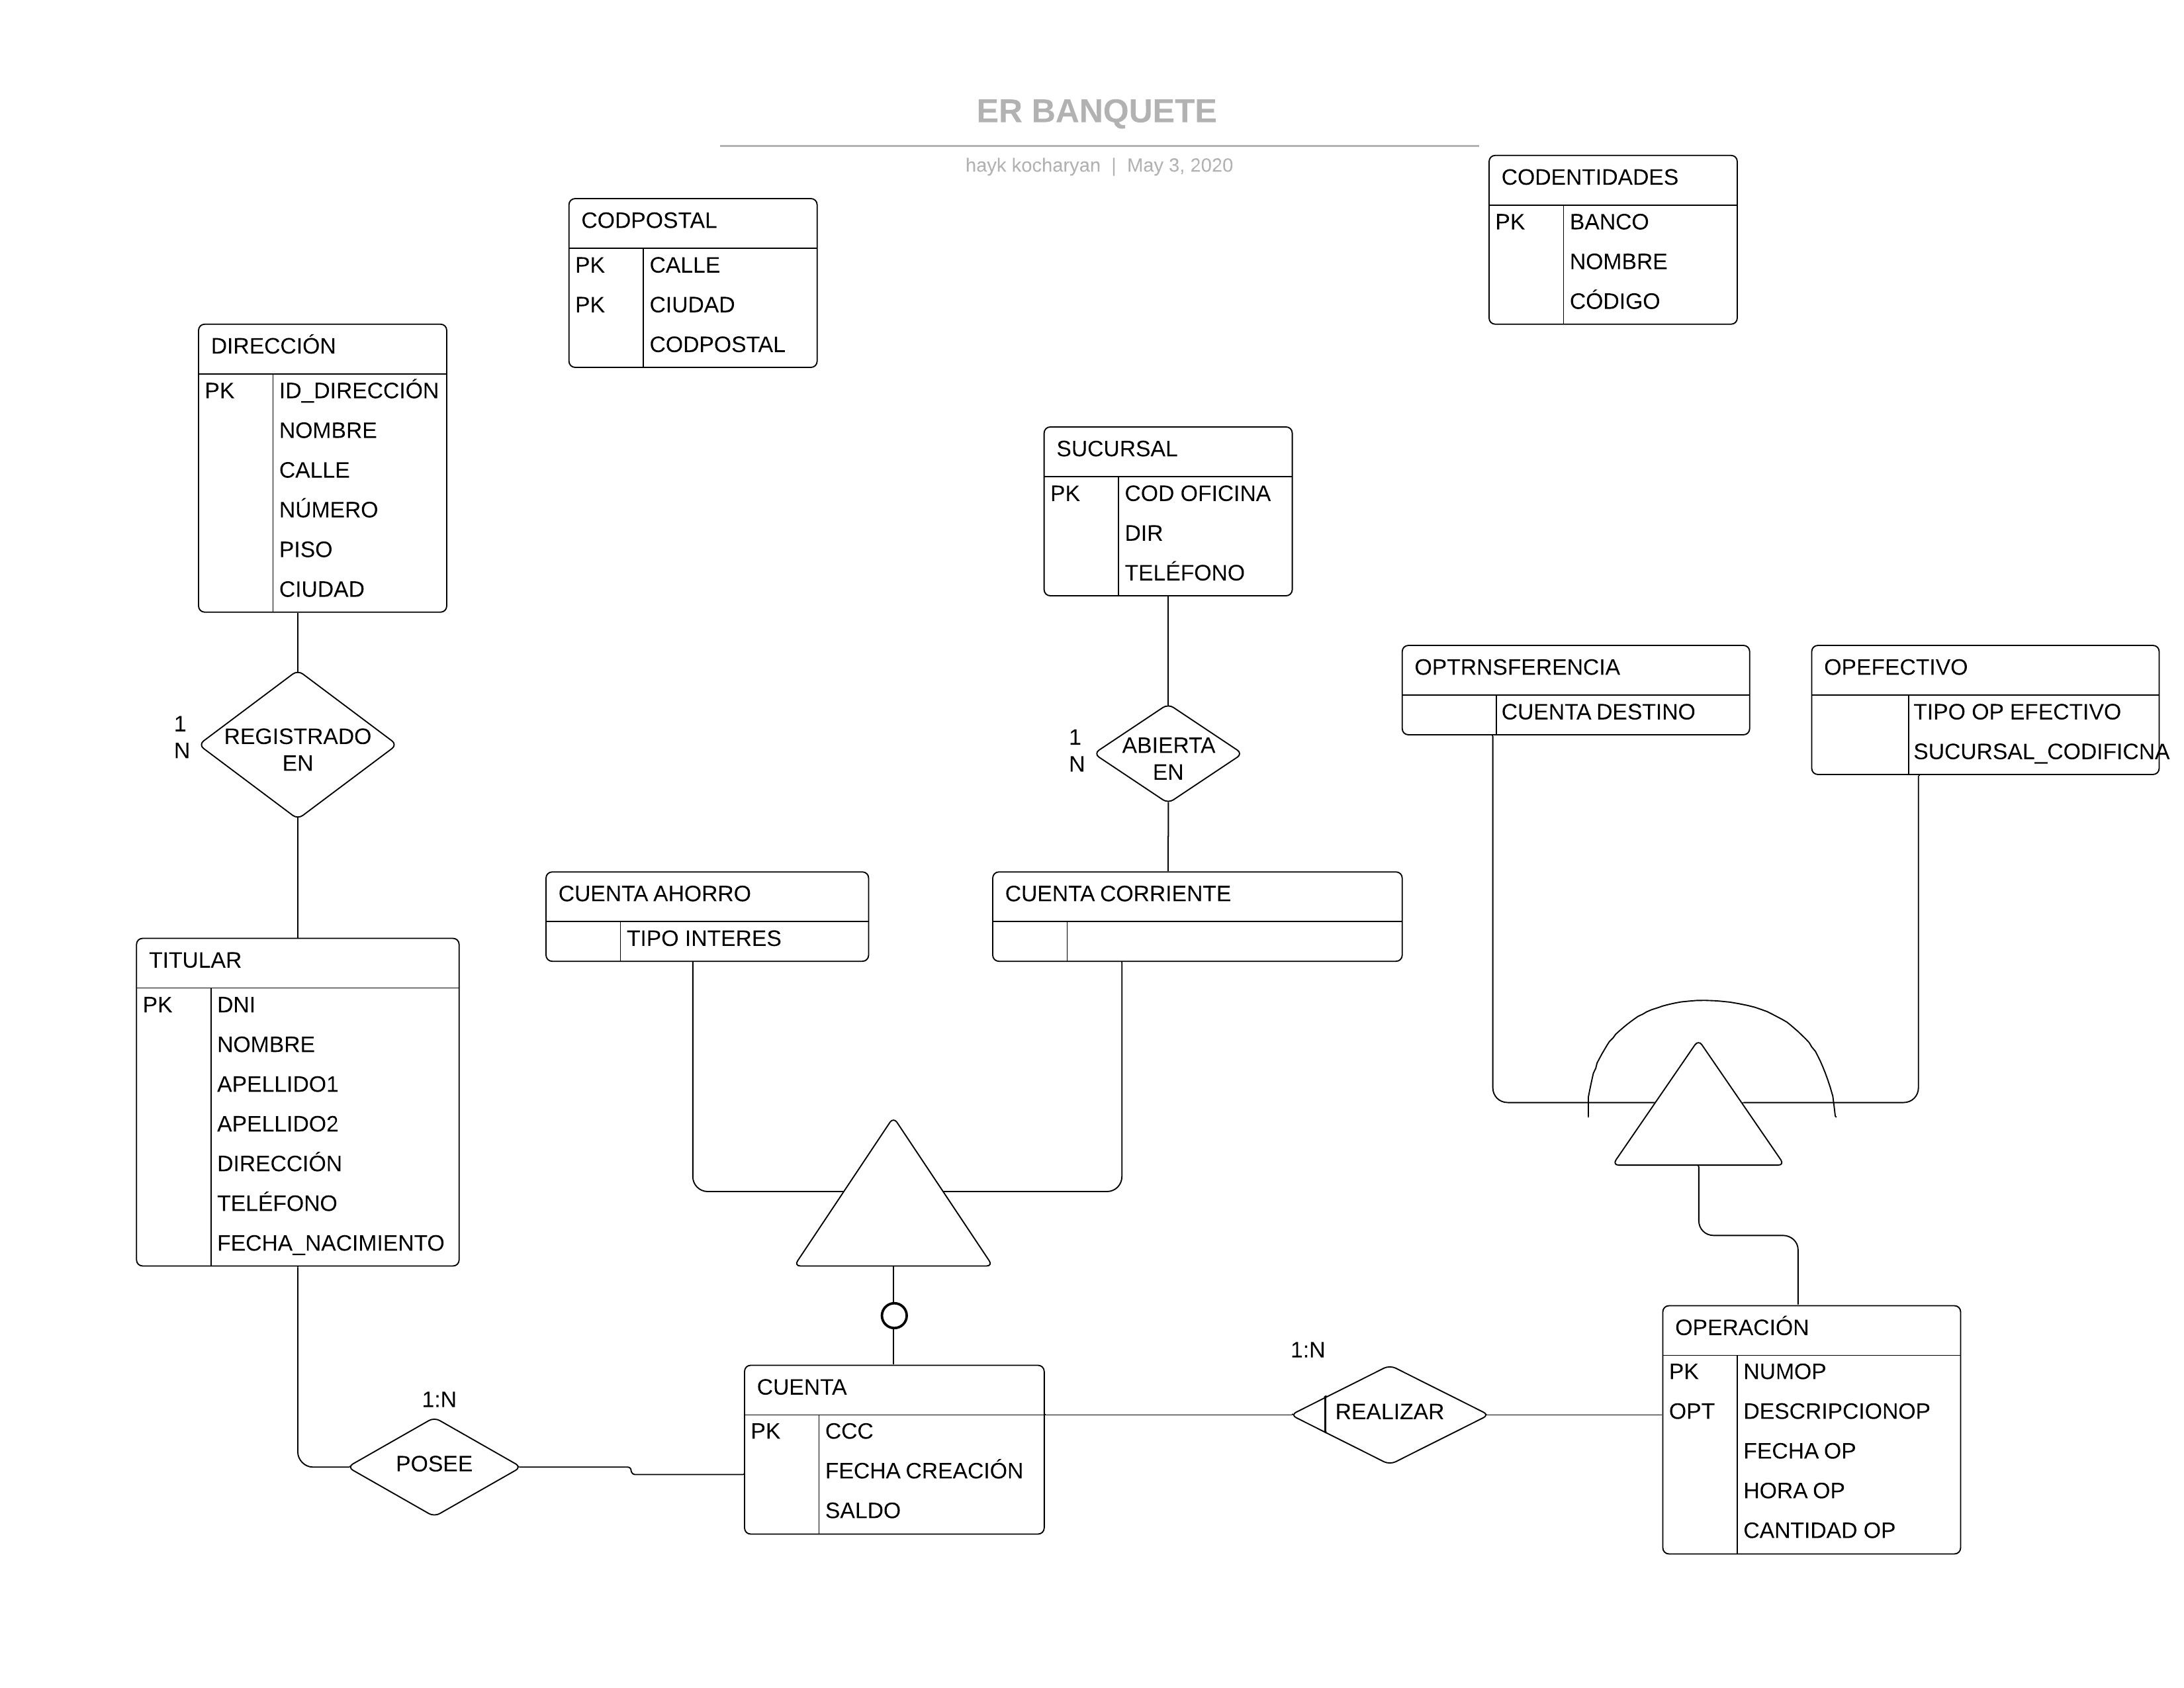 ER BANQUETE
hayk kocharyan | May 3, 2020
CODENTIDADES
PK BANCO
NOMBRE
CÓDIGO
CODPOSTAL
PK CALLE
PK CIUDAD
CODPOSTAL
DIRECCIÓN
PK ID_DIRECCIÓN
NOMBRE
CALLE
NÚMERO
PISO
CIUDAD
SUCURSAL
PK COD OFICINA
DIR
TELÉFONO
OPTRNSFERENCIA
CUENTA DESTINO
OPEFECTIVO
TIPO OP EFECTIVO
SUCURSAL_CODIFICNA
1
N
REGISTRADO
EN
1
N
ABIERTA
EN
CUENTA AHORRO
TIPO INTERES
CUENTA CORRIENTE
TITULAR
PK DNI
NOMBRE
APELLIDO1
APELLIDO2
DIRECCIÓN
TELÉFONO
FECHA_NACIMIENTO
1:N
POSEE
CUENTA
PK CCC
FECHA CREACIÓN
SALDO
1:N
REALIZAR
OPERACIÓN
PK NUMOP
OPT DESCRIPCIONOP
FECHA OP
HORA OP
CANTIDAD OP